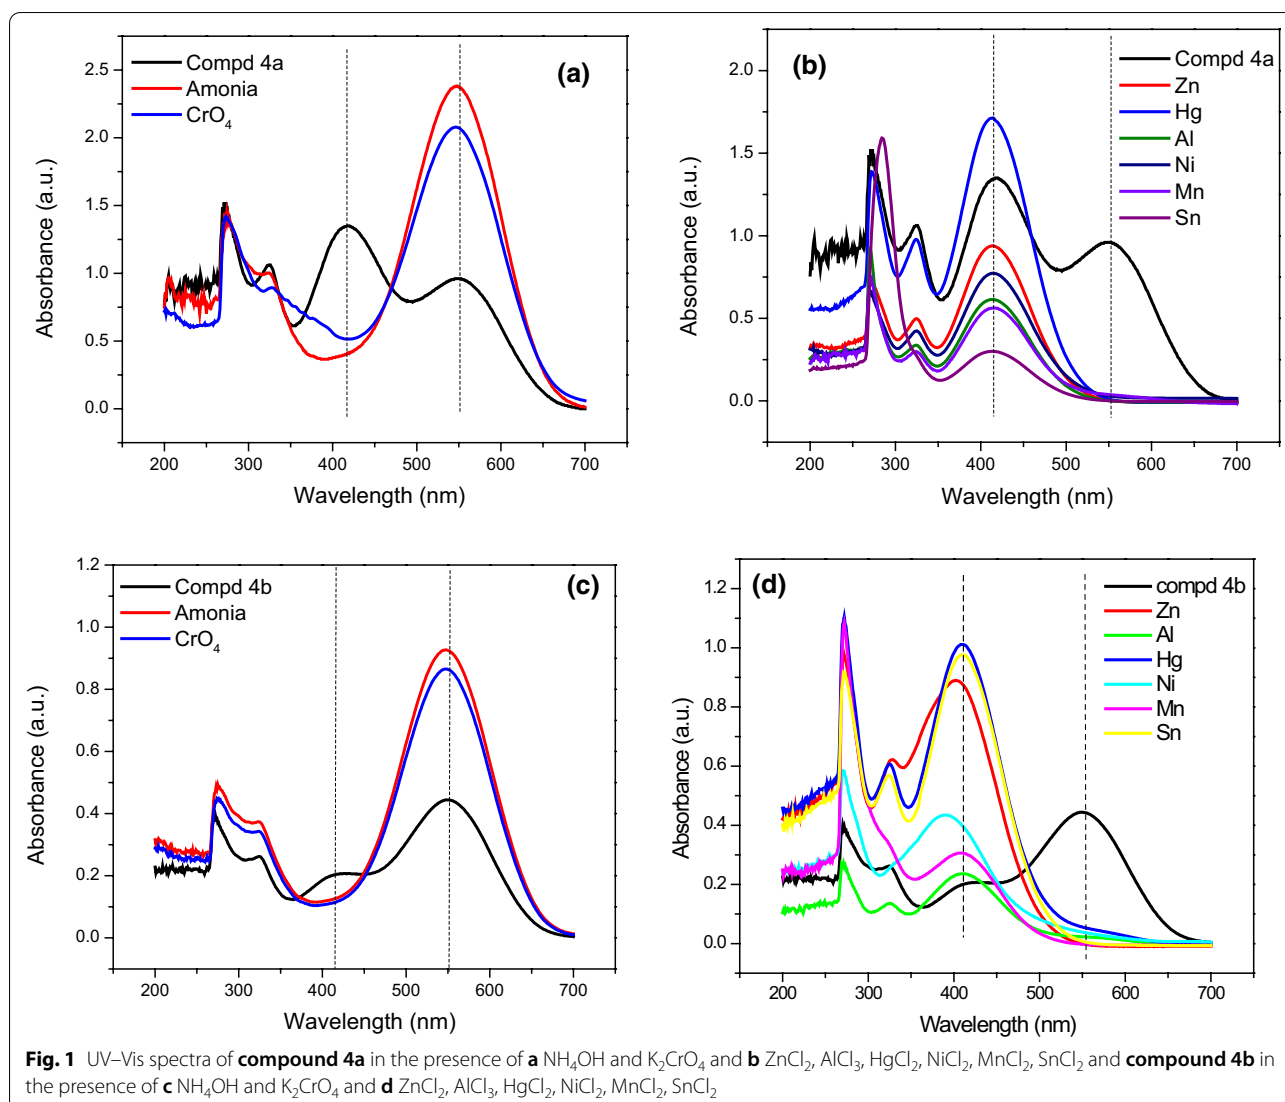 (a)
Compd 4a
Amonia
CrO₄
Absorbance (a.u.)
2.5
2.0
1.5
1.0
0.5
0.0
200 300 400 500 600 700
Wavelength (nm)
(b)
Compd 4a
Zn
Hg
Al
Ni
Mn
Sn
Absorbance (a.u.)
2.0
1.5
1.0
0.5
0.0
200 300 400 500 600 700
Wavelength (nm)
(c)
Compd 4b
Amonia
CrO₄
Absorbance (a.u.)
1.2
1.0
0.8
0.6
0.4
0.2
0.0
200 300 400 500 600 700
Wavelength (nm)
(d)
compd 4b
Zn
Al
Hg
Ni
Mn
Sn
Absorbance (a.u.)
1.2
1.0
0.8
0.6
0.4
0.2
0.0
200 300 400 500 600 700
Wavelength (nm)
Fig. 1 UV–Vis spectra of compound 4a in the presence of a NH₄OH and K₂CrO₄ and b ZnCl₂, AlCl₃, HgCl₂, NiCl₂, MnCl₂, SnCl₂ and compound 4b in
the presence of c NH₄OH and K₂CrO₄ and d ZnCl₂, AlCl₃, HgCl₂, NiCl₂, MnCl₂, SnCl₂